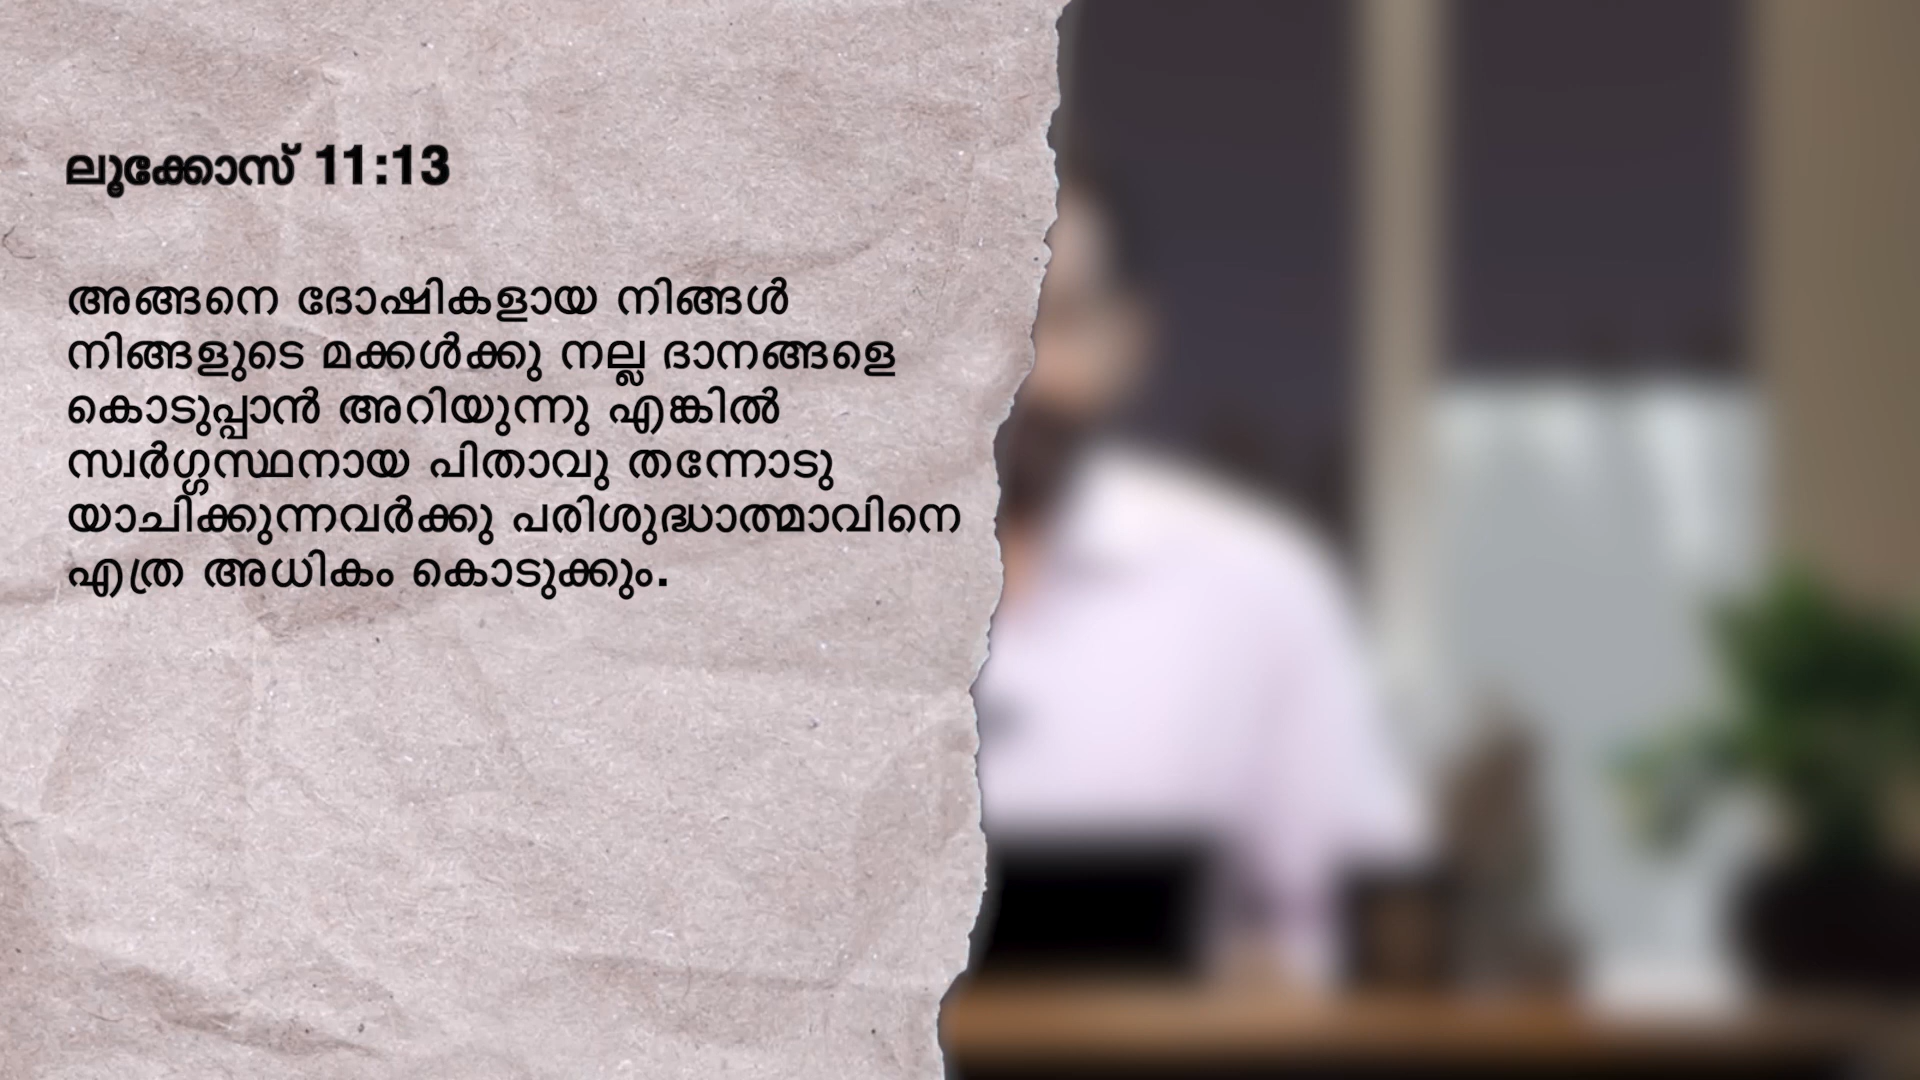 ലൂക്കോസ് 11:13
അങ്ങനെ ദോഷികളായ നിങ്ങൾ
നിങ്ങളുടെ മക്കൾക്കു നല്ല ദാനങ്ങളെ
കൊടുപ്പാൻ അറിയുന്നു എങ്കിൽ
സ്വർഗ്ഗസ്ഥനായ പിതാവു തന്നോടു
യാചിക്കുന്നവർക്കു പരിശുദ്ധാത്മാവിനെ
എത്ര അധികം കൊടുക്കും.